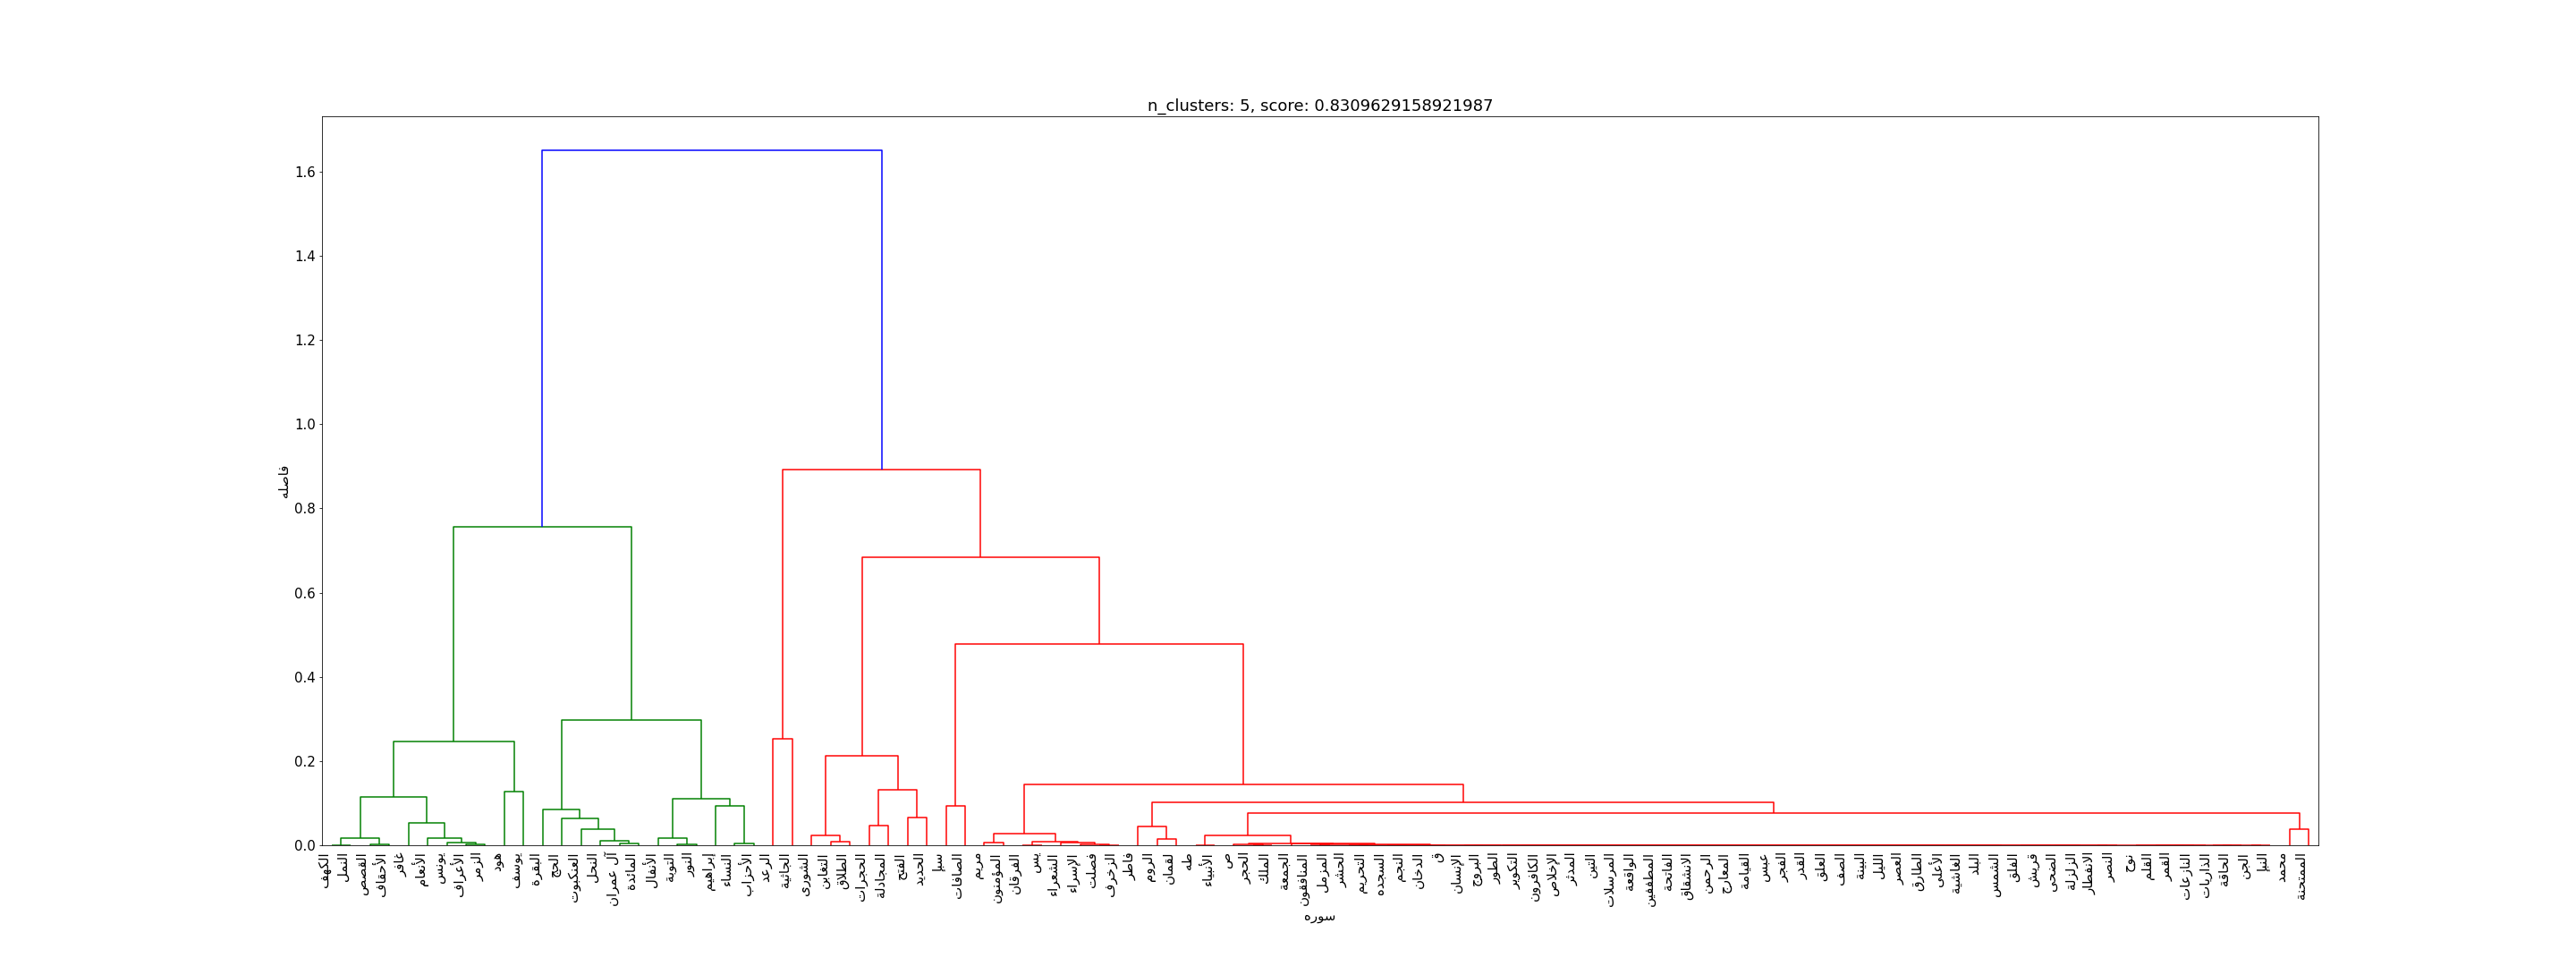 n_clusters: 5, score: 0.8309629158921987
1.6
1.4
1.2
1.0
0.8
0.6
0.4
0.2
0.0
فاصله
الكهف
النمل
القصص
الأحقاف
غافر
الأنعام
يونس
الأعراف
الزمر
هود
يوسف
البقرة
الحج
العنكبوت
النحل
آل عمران
المائدة
الأنفال
التوبة
النور
إبراهيم
النساء
الأحزاب
الرعد
الجاثية
الشورى
التغابن
الطلاق
الحجرات
المجادلة
الفتح
الحديد
سبإ
الصافات
مريم
المؤمنون
الفرقان
يس
الشعراء
الإسراء
فصلت
الزخرف
فاطر
الروم
لقمان
طه
الأنبياء
ص
الحجر
الملك
الجمعة
المنافقون
المزمل
الحشر
التحريم
السجده
النجم
الدخان
ق
الإنسان
البروج
الطور
التكوير
الكافرون
الإخلاص
المدثر
التين
المرسلات
الواقعة
المطففين
الفاتحة
الانشقاق
الرحمن
المعارج
القيامة
عبس
الفجر
القدر
العلق
الصف
البينة
الليل
العصر
الطارق
الأعلى
الغاشية
البلد
الشمس
الفلق
قريش
الضحى
الزلزلة
الانفطار
النصر
نوح
القلم
القمر
النازعات
الذاريات
الحاقة
الجن
النبإ
محمد
الممتحنة
سوره